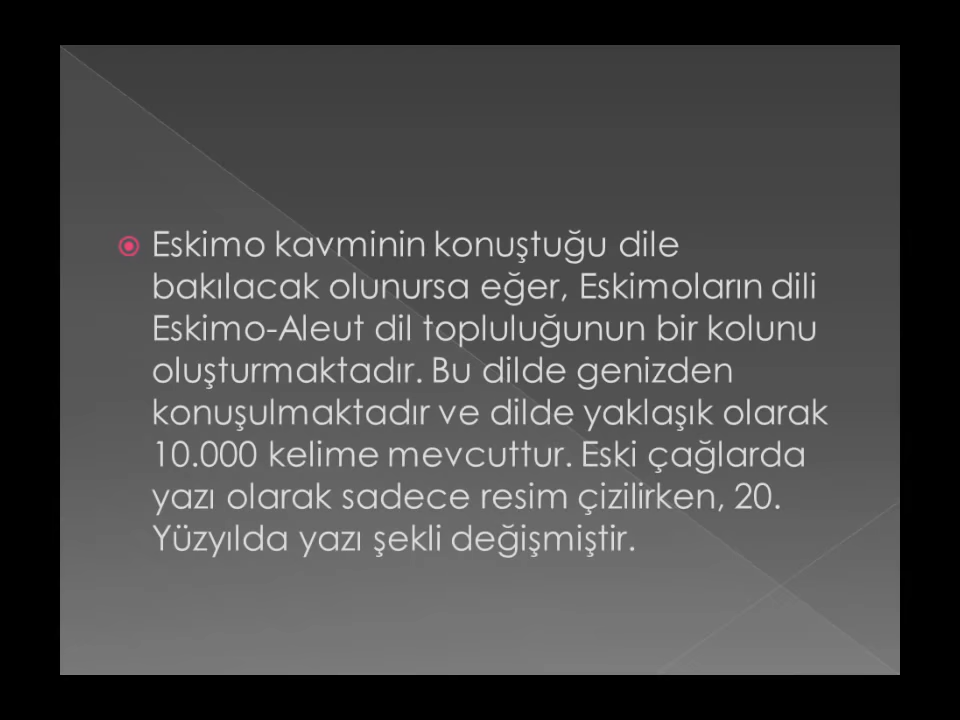 Eskimo kavminin konuştuğu dile
bakılacak olunursa eğer, Eskimoların dili
Eskimo-Aleut dil topluluğunun bir kolunu
oluşturmaktadır. Bu dilde genizden
konuşulmaktadır ve dilde yaklaşık olarak
10.000 kelime mevcuttur. Eski çağlarda
yazı olarak sadece resim çizilirken, 20.
Yüzyılda yazı şekli değişmiştir.